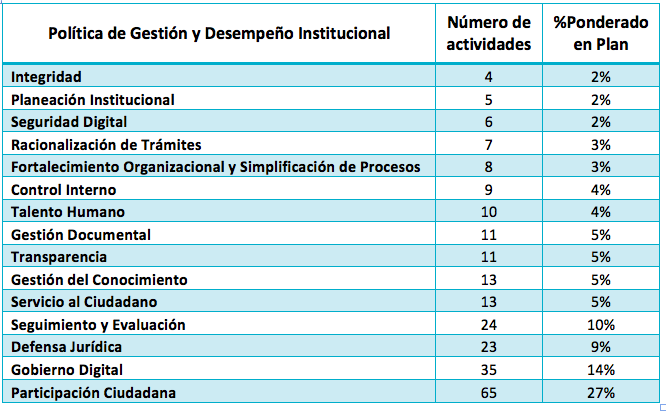 Política de Gestión y Desempeño Institucional Número de actividades %Ponderado en Plan
Integridad 4 2%
Planeación Institucional 5 2%
Seguridad Digital 6 2%
Racionalización de Trámites 7 3%
Fortalecimiento Organizacional y Simplificación de Procesos 8 3%
Control Interno 9 4%
Talento Humano 10 4%
Gestión Documental 11 5%
Transparencia 11 5%
Gestión del Conocimiento 13 5%
Servicio al Ciudadano 13 5%
Seguimiento y Evaluación 24 10%
Defensa Jurídica 23 9%
Gobierno Digital 35 14%
Participación Ciudadana 65 27%